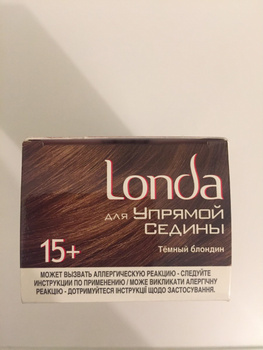 Londa
для Упрямой
Седины
15+
Тёмный блондин
МОЖЕТ ВЫЗВАТЬ АЛЛЕРГИЧЕСКУЮ РЕАКЦИЮ - СЛЕДУЙТЕ
ИНСТРУКЦИИ ПО ПРИМЕНЕНИЮ / МОЖЕ ВИКЛИКАТИ АЛЕРГІЧНУ
РЕАКЦІЮ - ДОТРИМУЙТЕСЯ ІНСТРУКЦІЇ ЩОДО ЗАСТОСУВАННЯ.